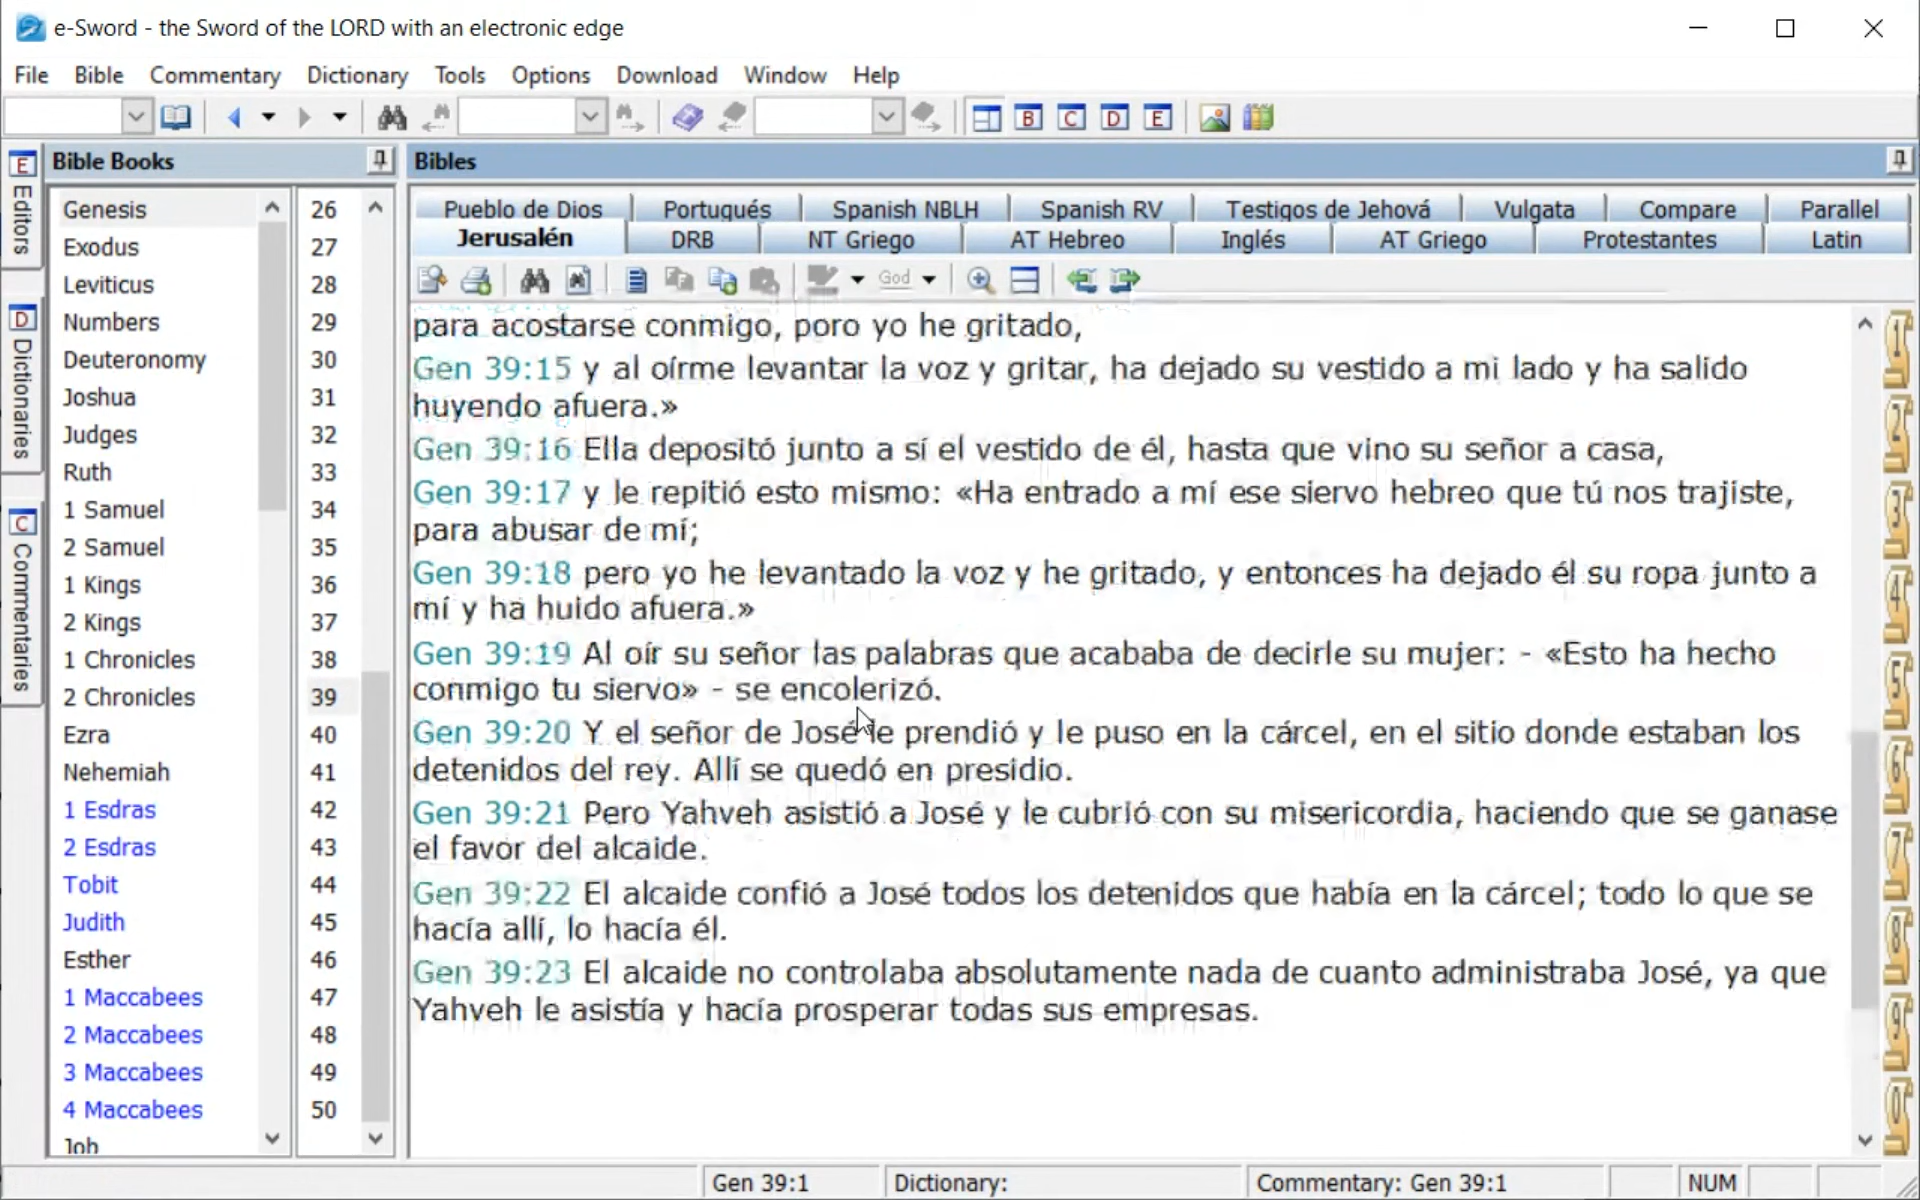 e-Sword - the Sword of the LORD with an electronic edge
File Bible Commentary Dictionary Tools Options Download Window Help
B C D E
Bible Books
Bibles
E Editors
D Dictionaries
C Commentaries
Genesis
Exodus
Leviticus
Numbers
Deuteronomy
Joshua
Judges
Ruth
1 Samuel
2 Samuel
1 Kings
2 Kings
1 Chronicles
2 Chronicles
Ezra
Nehemiah
1 Esdras
2 Esdras
Tobit
Judith
Esther
1 Maccabees
2 Maccabees
3 Maccabees
4 Maccabees
Job
26
27
28
29
30
31
32
33
34
35
36
37
38
39
40
41
42
43
44
45
46
47
48
49
50
Pueblo de Dios Portugués Spanish NBLH Spanish RV Testigos de Jehová Vulgata Compare Parallel
Jerusalén DRB NT Griego AT Hebreo Inglés AT Griego Protestantes Latin
God
para acostarse conmigo, poro yo he gritado,
Gen 39:15 y al oírme levantar la voz y gritar, ha dejado su vestido a mi lado y ha salido
huyendo afuera.»
Gen 39:16 Ella depositó junto a sí el vestido de él, hasta que vino su señor a casa,
Gen 39:17 y le repitió esto mismo: «Ha entrado a mí ese siervo hebreo que tú nos trajiste,
para abusar de mí;
Gen 39:18 pero yo he levantado la voz y he gritado, y entonces ha dejado él su ropa junto a
mí y ha huido afuera.»
Gen 39:19 Al oír su señor las palabras que acababa de decirle su mujer: - «Esto ha hecho
conmigo tu siervo» - se encolerizó.
Gen 39:20 Y el señor de José le prendió y le puso en la cárcel, en el sitio donde estaban los
detenidos del rey. Allí se quedó en presidio.
Gen 39:21 Pero Yahveh asistió a José y le cubrió con su misericordia, haciendo que se ganase
el favor del alcaide.
Gen 39:22 El alcaide confió a José todos los detenidos que había en la cárcel; todo lo que se
hacía allí, lo hacía él.
Gen 39:23 El alcaide no controlaba absolutamente nada de cuanto administraba José, ya que
Yahveh le asistía y hacía prosperar todas sus empresas.
1
2
3
4
5
6
7
8
9
0
Gen 39:1 Dictionary: Commentary: Gen 39:1 NUM